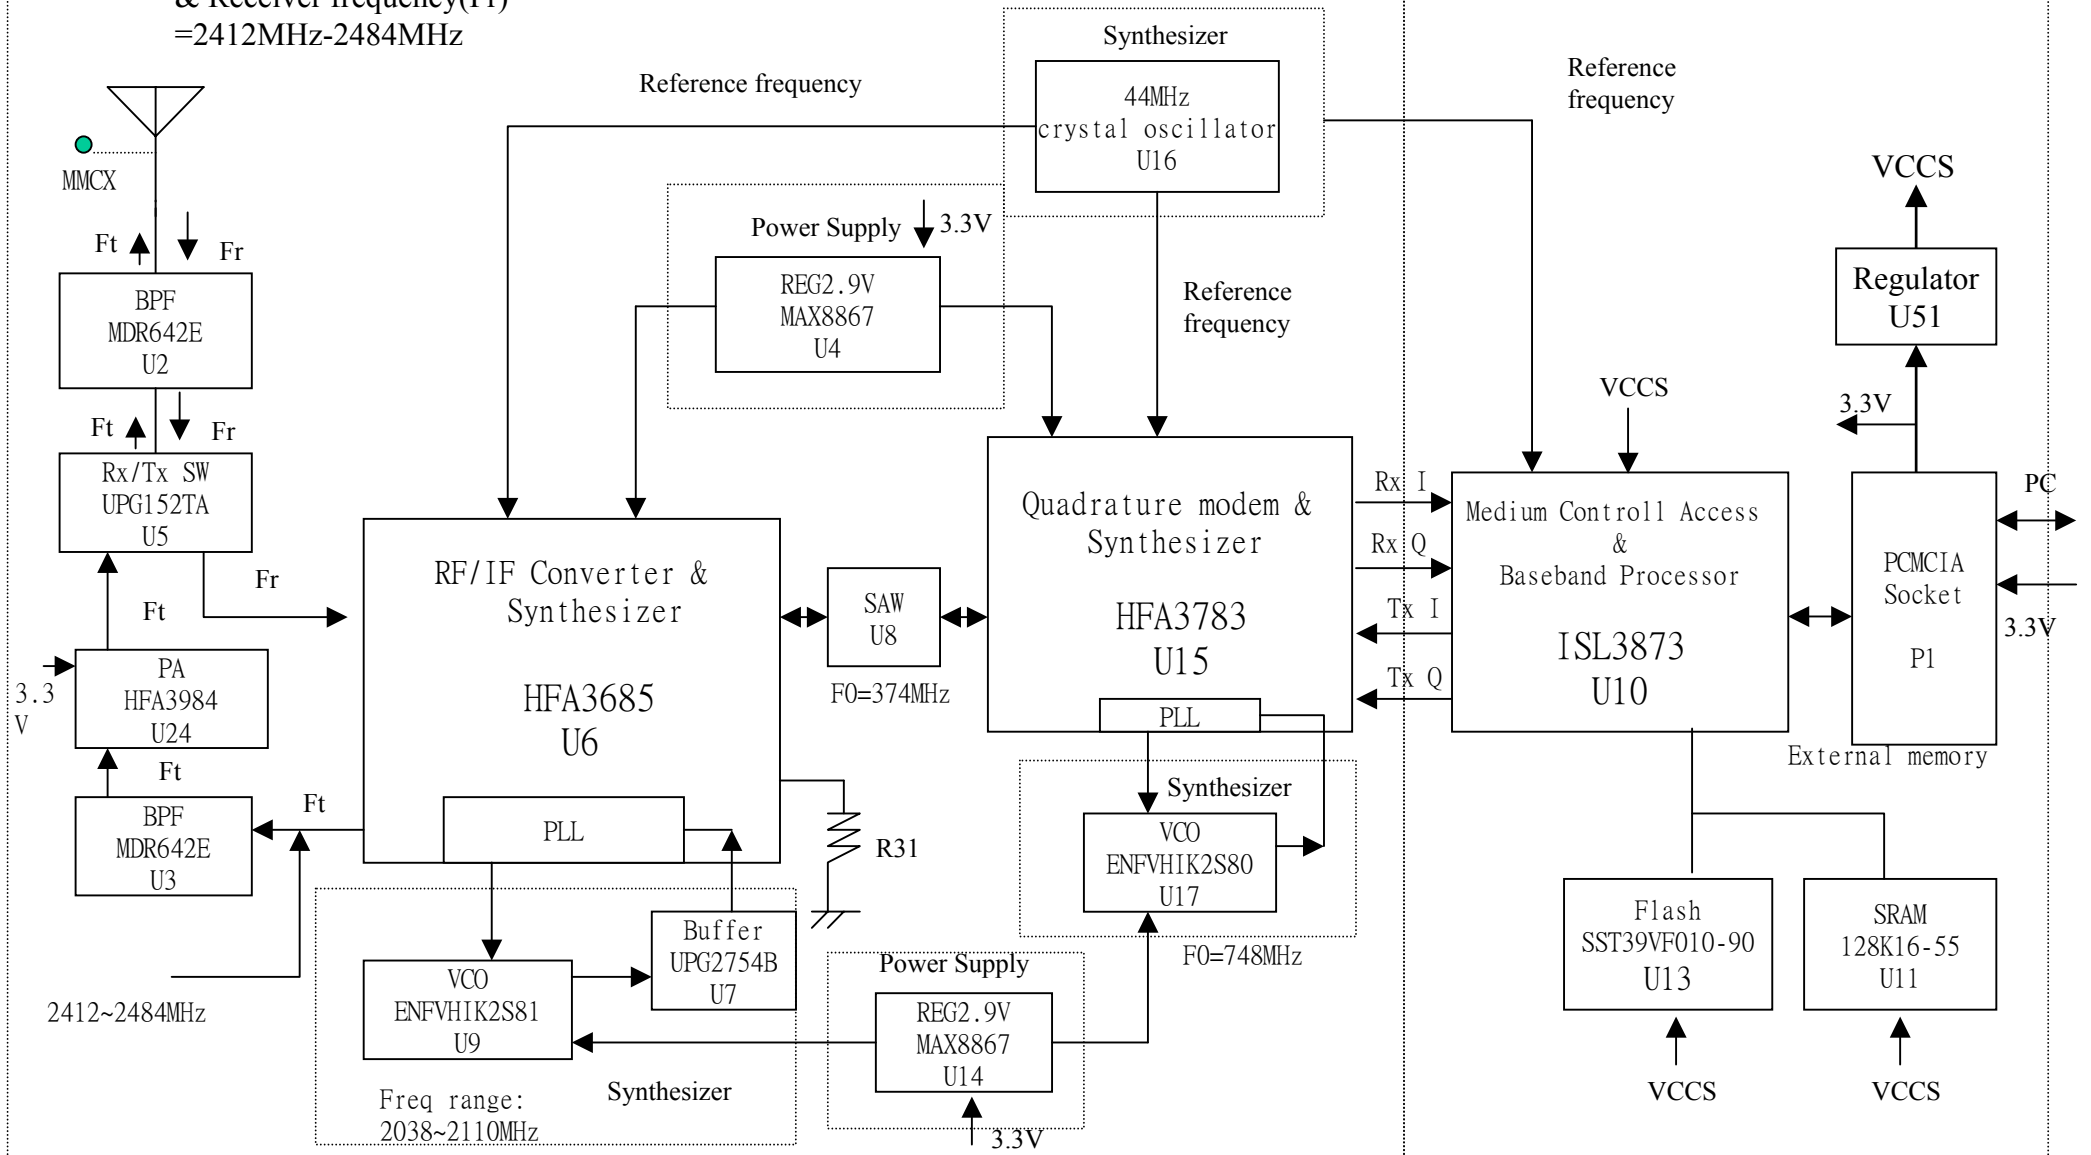 & Receiver frequency(Fr)
=2412MHz-2484MHz
Synthesizer
44MHz
crystal oscillator
U16
Reference frequency
Reference
frequency
MMCX
Ft
Fr
Power Supply
3.3V
REG2.9V
MAX8867
U4
Reference
frequency
VCCS
Regulator
U51
BPF
MDR642E
U2
Ft
Fr
VCCS
3.3V
Rx/Tx SW
UPG152TA
U5
Fr
Ft
RF/IF Converter &
Synthesizer
HFA3685
U6
PLL
SAW
U8
F0=374MHz
Quadrature modem &
Synthesizer
HFA3783
U15
PLL
Rx I
Rx Q
Tx I
Tx Q
Medium Controll Access
&
Baseband Processor
ISL3873
U10
PCMCIA
Socket
P1
PC
3.3V
External memory
3.3
V
PA
HFA3984
U24
Ft
BPF
MDR642E
U3
Ft
2412~2484MHz
R31
Synthesizer
VCO
ENFVHIK2S80
U17
F0=748MHz
Buffer
UPG2754B
U7
VCO
ENFVHIK2S81
U9
Freq range:
2038~2110MHz
Synthesizer
Power Supply
REG2.9V
MAX8867
U14
3.3V
Flash
SST39VF010-90
U13
VCCS
SRAM
128K16-55
U11
VCCS